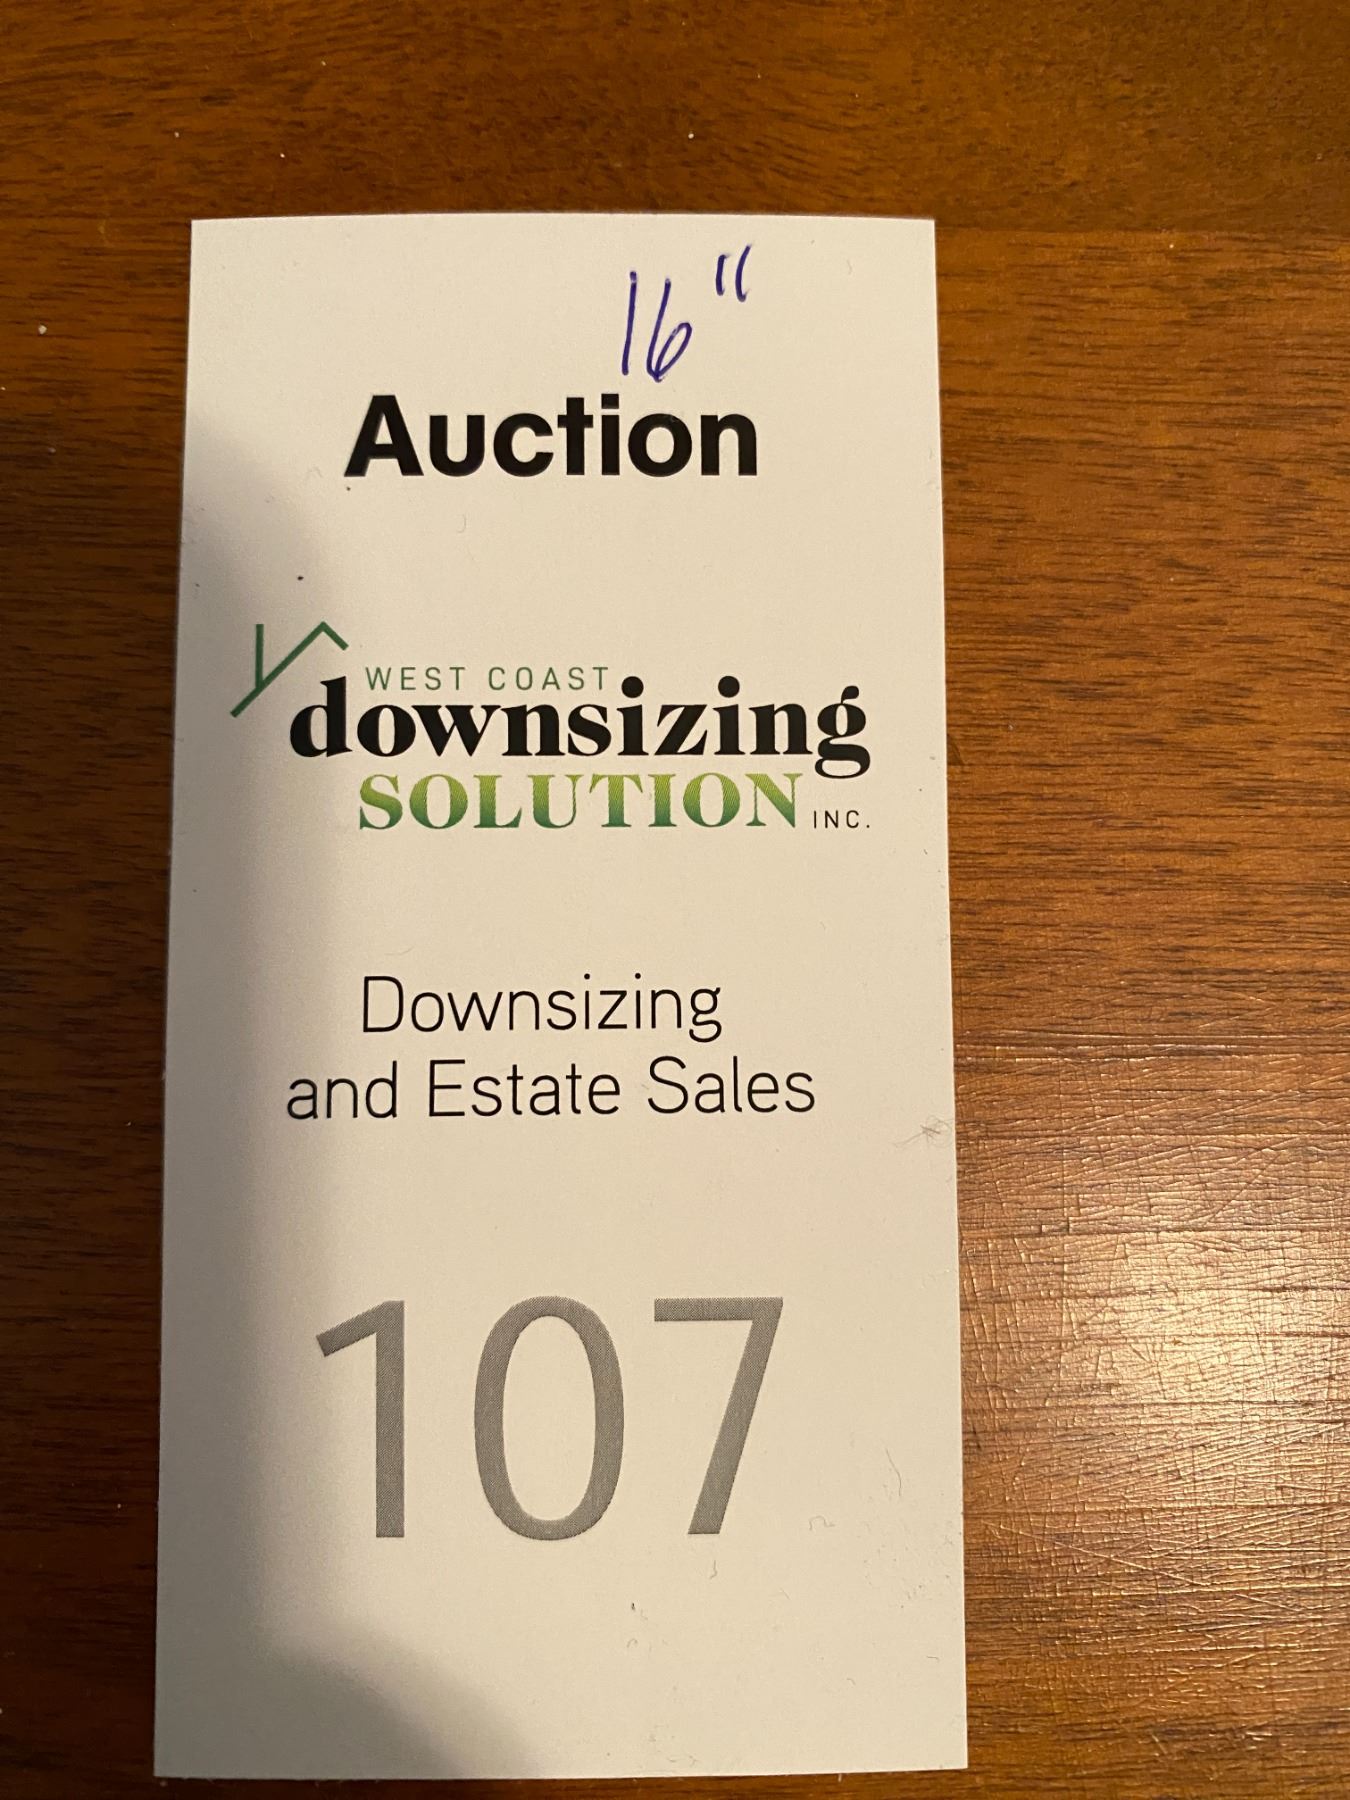 16"
Auction
WEST COAST
downsizing
SOLUTION INC.
Downsizing
and Estate Sales
107